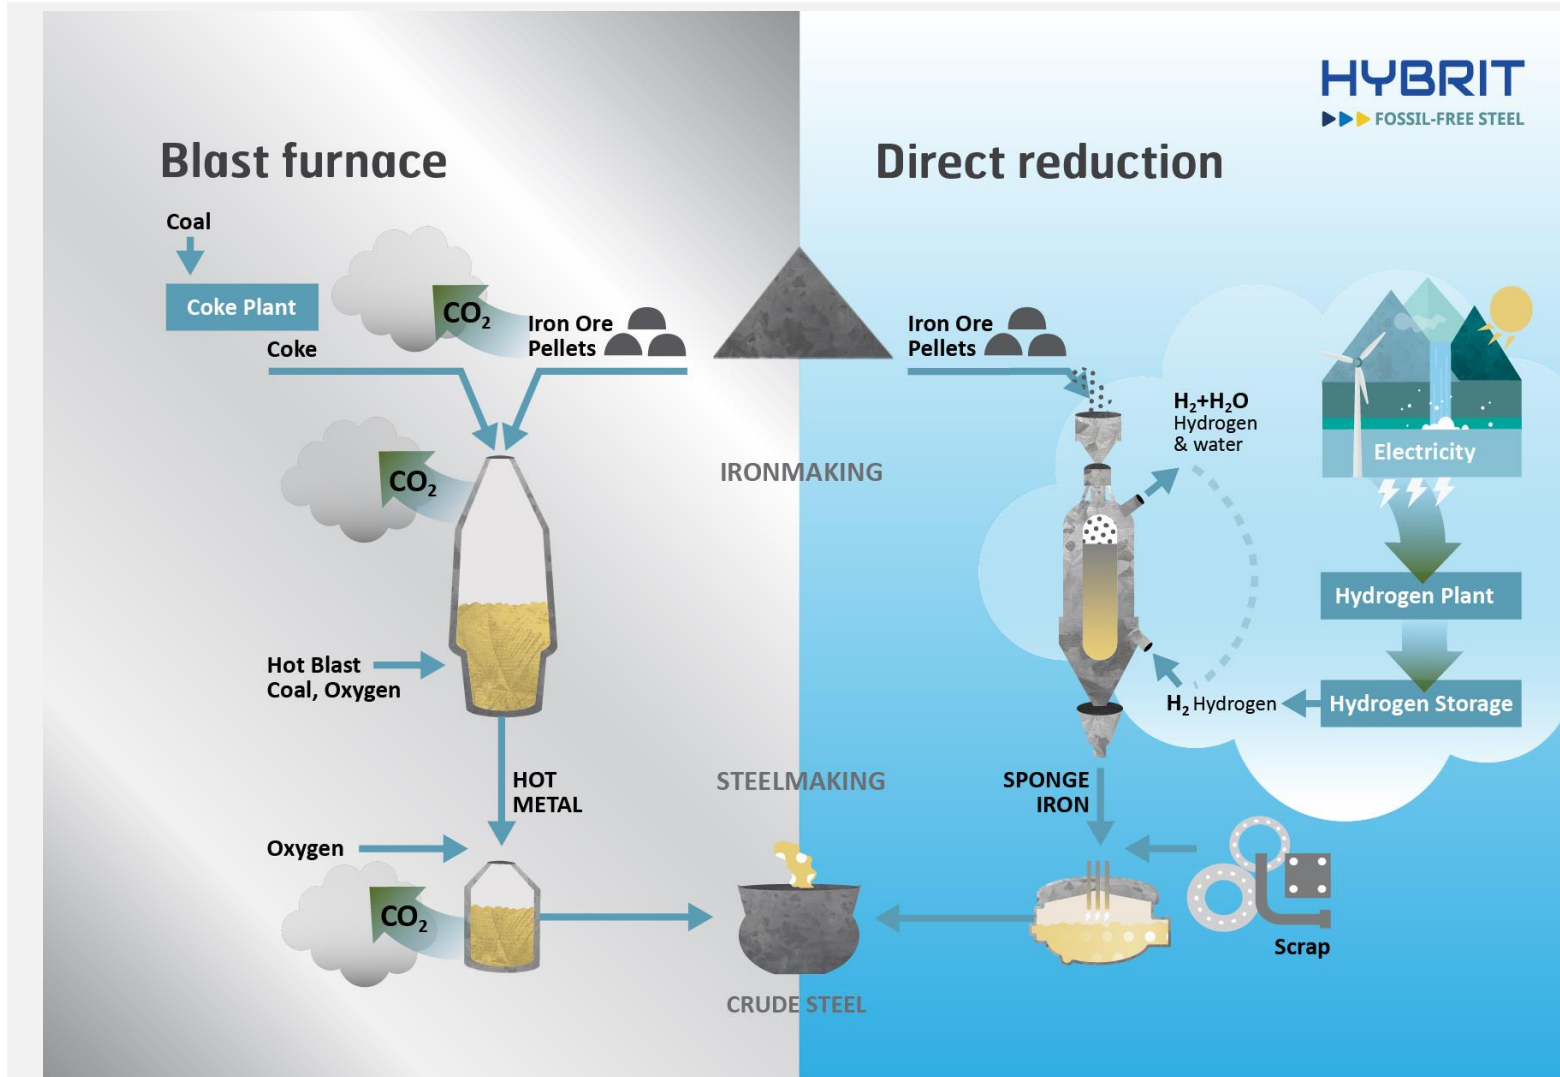 HYBRIT
FOSSIL-FREE STEEL
Blast furnace
Coal
Coke Plant
Coke
CO₂
Iron Ore
Pellets
CO₂
Hot Blast
Coal, Oxygen
HOT
METAL
Oxygen
CO₂
IRONMAKING
STEELMAKING
CRUDE STEEL
Direct reduction
Iron Ore
Pellets
H₂+H₂O
Hydrogen
& water
Electricity
Hydrogen Plant
Hydrogen Storage
H₂ Hydrogen
SPONGE
IRON
Scrap